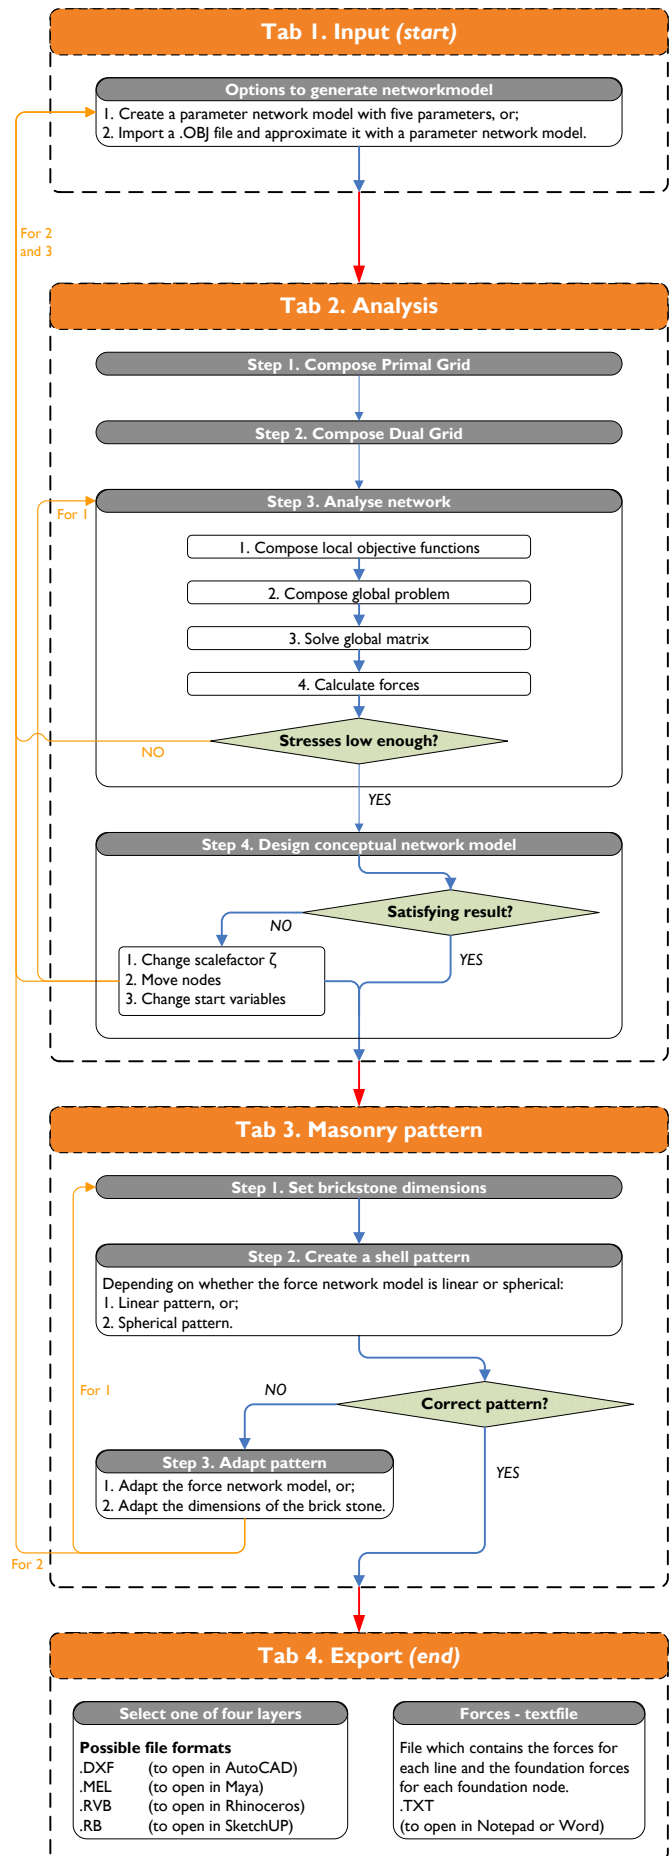 Tab 1. Input (start)
Options to generate networkmodel
1. Create a parameter network model with five parameters, or;
2. Import a .OBJ file and approximate it with a parameter network model.
For 2
and 3
Tab 2. Analysis
Step 1. Compose Primal Grid
Step 2. Compose Dual Grid
Step 3. Analyse network
For 1
1. Compose local objective functions
2. Compose global problem
3. Solve global matrix
4. Calculate forces
Stresses low enough?
NO
YES
Step 4. Design conceptual network model
Satisfying result?
NO
YES
1. Change scalefactor ζ
2. Move nodes
3. Change start variables
Tab 3. Masonry pattern
Step 1. Set brickstone dimensions
Step 2. Create a shell pattern
Depending on whether the force network model is linear or spherical:
1. Linear pattern, or;
2. Spherical pattern.
For 1
NO
Correct pattern?
Step 3. Adapt pattern
YES
1. Adapt the force network model, or;
2. Adapt the dimensions of the brick stone.
For 2
Tab 4. Export (end)
Select one of four layers
Possible file formats
.DXF (to open in AutoCAD)
.MEL (to open in Maya)
.RVB (to open in Rhinoceros)
.RB (to open in SketchUP)
Forces - textfile
File which contains the forces for
each line and the foundation forces
for each foundation node.
.TXT
(to open in Notepad or Word)